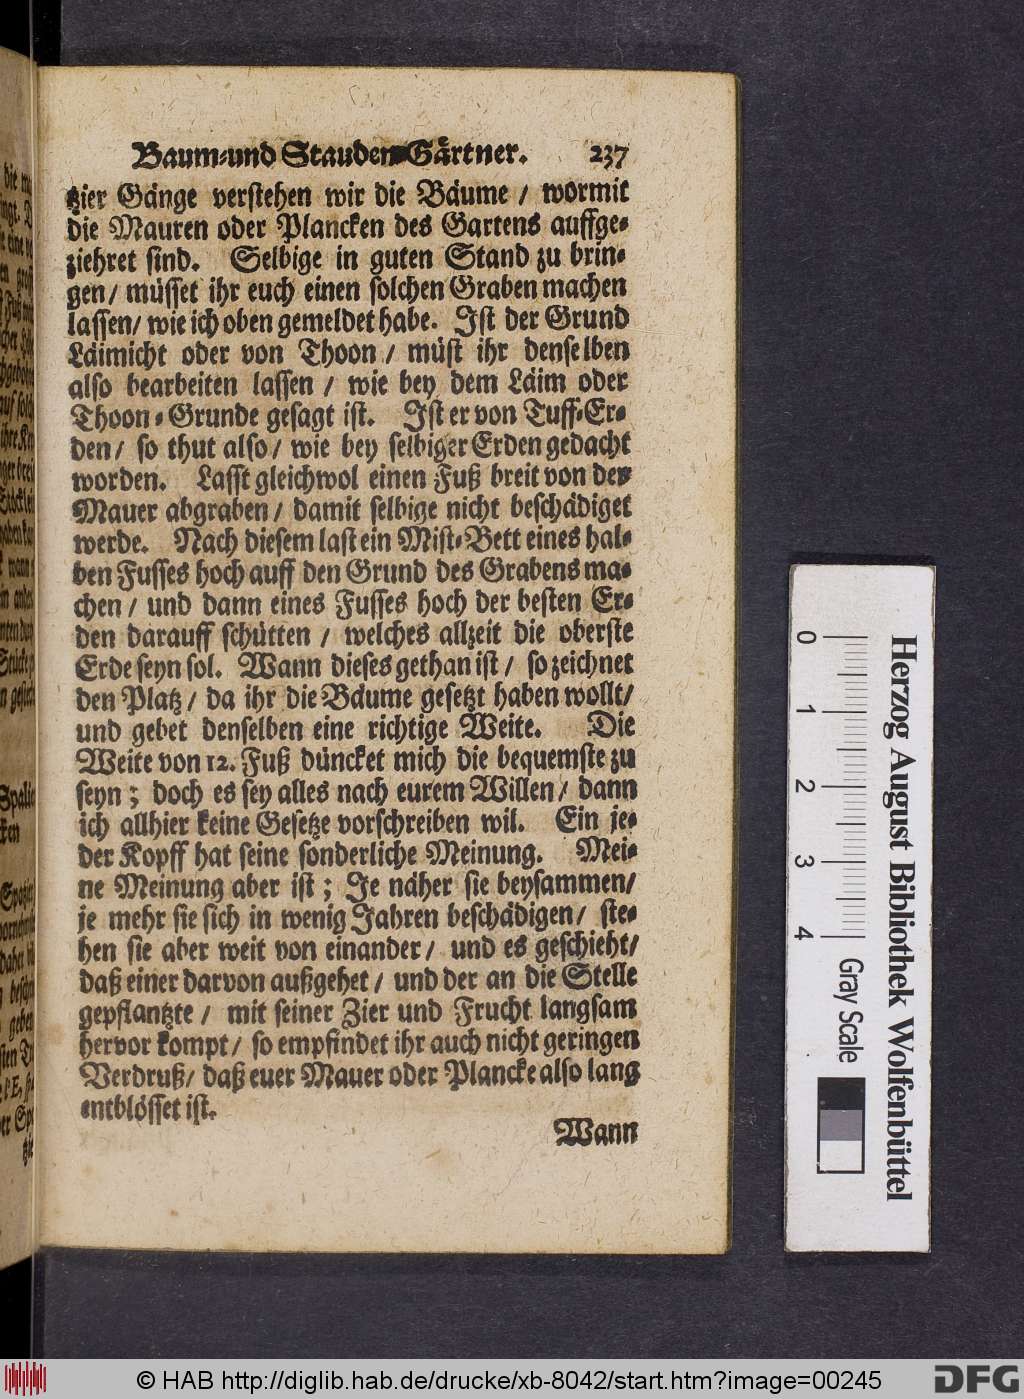 Baum-und Stauden-Gärtner. 237
tzier Gänge verstehen wir die Bäume / wormit
die Mauren oder Plancken des Gartens auffge-
ziehret sind. Selbige in guten Stand zu brin-
gen / müsset ihr euch einen solchen Graben machen
lassen / wie ich oben gemeldet habe. Ist der Grund
Läimicht oder von Thoon / müst ihr denselben
also bearbeiten lassen / wie bey dem Läim oder
Thoon-Grunde gesagt ist. Ist er von Tuff-Er-
den / so thut also / wie bey selbiger Erden gedacht
worden. Lasst gleichwol einen Fuß breit von der
Mauer abgraben / damit selbige nicht beschädiget
werde. Nach diesem last ein Mist-Bett eines hal-
ben Fusses hoch auff den Grund des Grabens ma-
chen / und dann eines Fusses hoch der besten Er-
den darauff schütten / welches allzeit die oberste
Erde seyn sol. Wann dieses gethan ist / so zeichnet
den Platz / da ihr die Bäume gesetzt haben wollt /
und gebet denselben eine richtige Weite. Die
Weite von 12. Fuß düncket mich die bequemste zu
seyn ; doch es sey alles nach eurem Willen / dann
ich allhier keine Gesetze vorschreiben wil. Ein je-
der Kopff hat seine sonderliche Meinung. Mei-
ne Meinung aber ist ; Je näher sie beysammen /
je mehr sie sich in wenig Jahren beschädigen / ste-
hen sie aber weit von einander / und es geschieht /
daß einer darvon außgehet / und der an die Stelle
gepflantzte / mit seiner Zier und Frucht langsam
hervor kompt / so empfindet ihr auch nicht geringen
Verdruß / daß euer Mauer oder Plancke also lang
entblösset ist.
Wann
0 1 2 3 4
Gray Scale
Herzog August Bibliothek Wolfenbüttel
© HAB http://diglib.hab.de/drucke/xb-8042/start.htm?image=00245
DFG